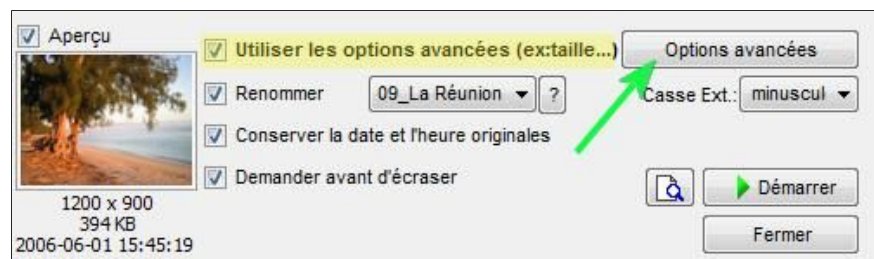 Aperçu
Utiliser les options avancées (ex:taille...)
Options avancées
Renommer
09_La Réunion
?
Casse Ext.:
minuscul
Conserver la date et l'heure originales
Demander avant d'écraser
1200 x 900
394 KB
2006-06-01 15:45:19
Démarrer
Fermer